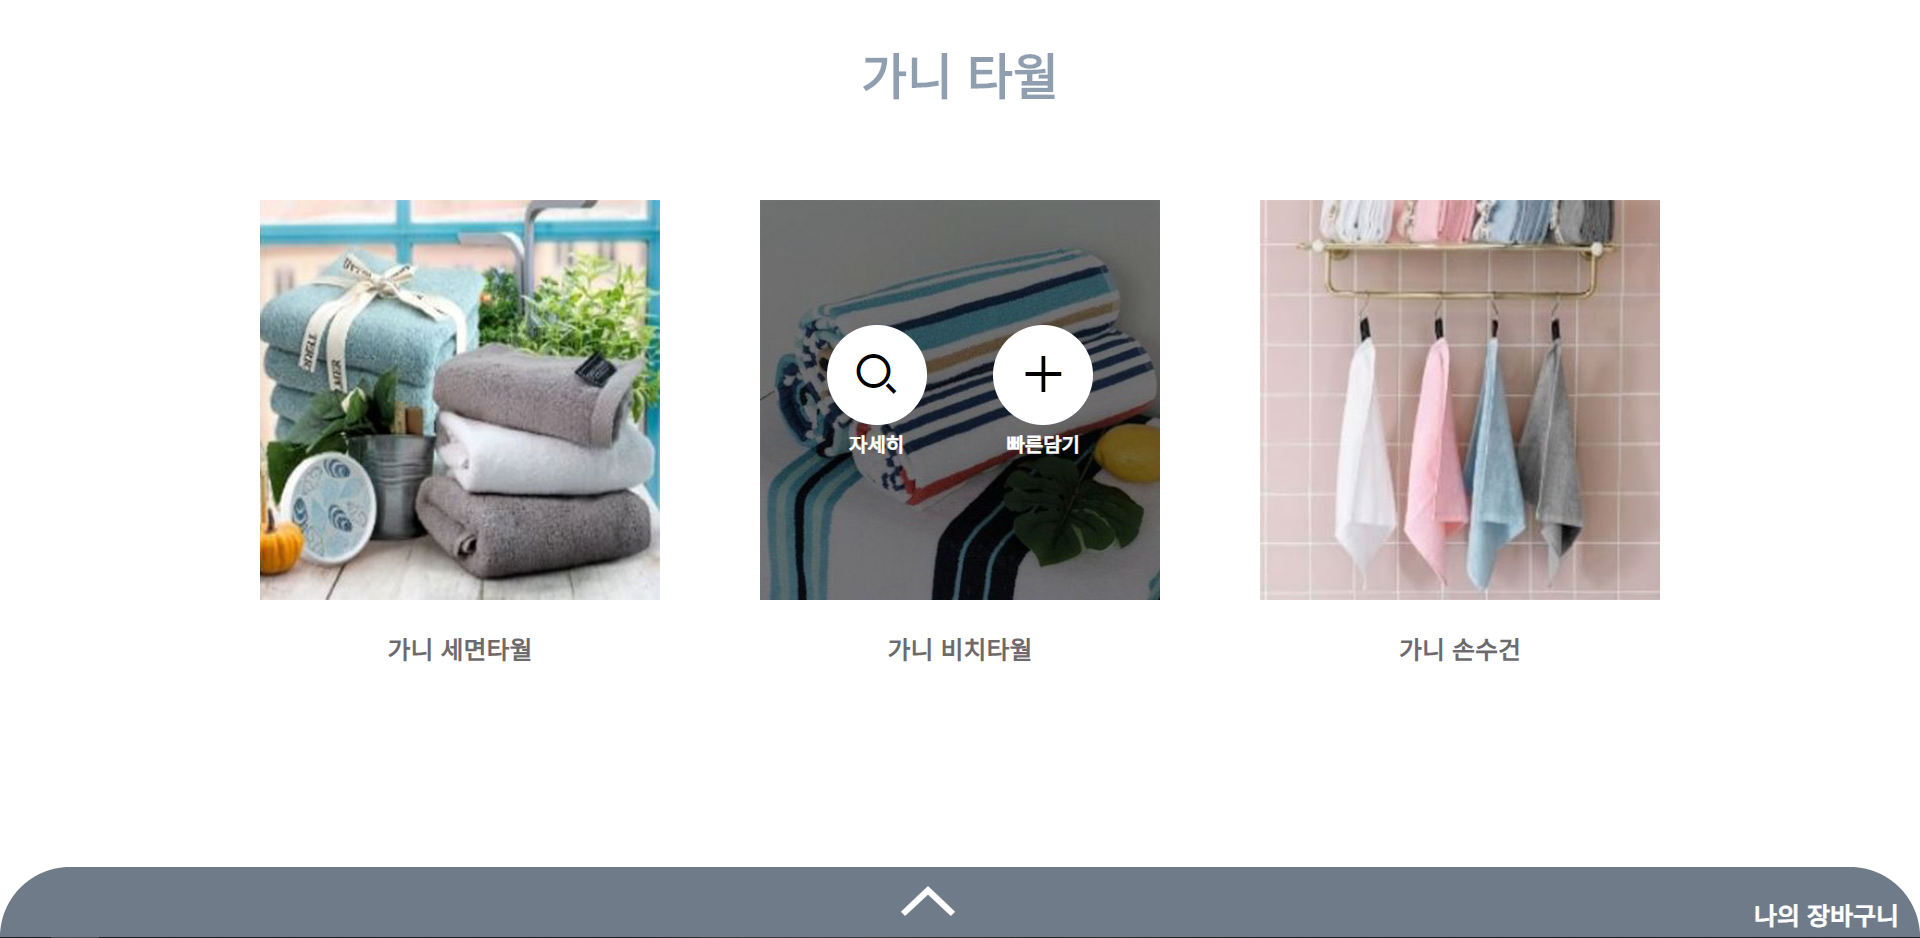 가니 타월
자세히
빠른담기
가니 세면타월
가니 비치타월
가니 손수건
나의 장바구니